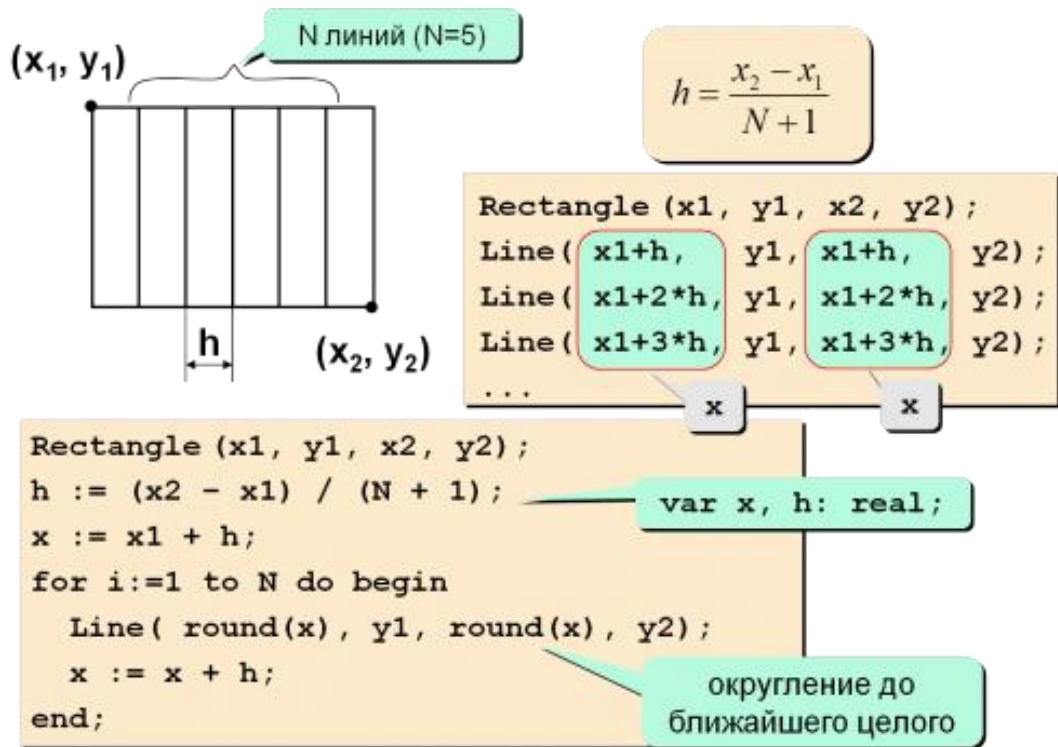 N линий (N=5)
(x₁, y₁)
h
(x₂, y₂)
h = (x₂ − x₁) / (N + 1)
Rectangle (x1, y1, x2, y2);
Line( x1+h, y1, x1+h, y2);
Line( x1+2*h, y1, x1+2*h, y2);
Line( x1+3*h, y1, x1+3*h, y2);
...
x
x
Rectangle (x1, y1, x2, y2);
h := (x2 – x1) / (N + 1);
var x, h: real;
x := x1 + h;
for i:=1 to N do begin
Line( round(x), y1, round(x), y2);
x := x + h;
end;
округление до
ближайшего целого